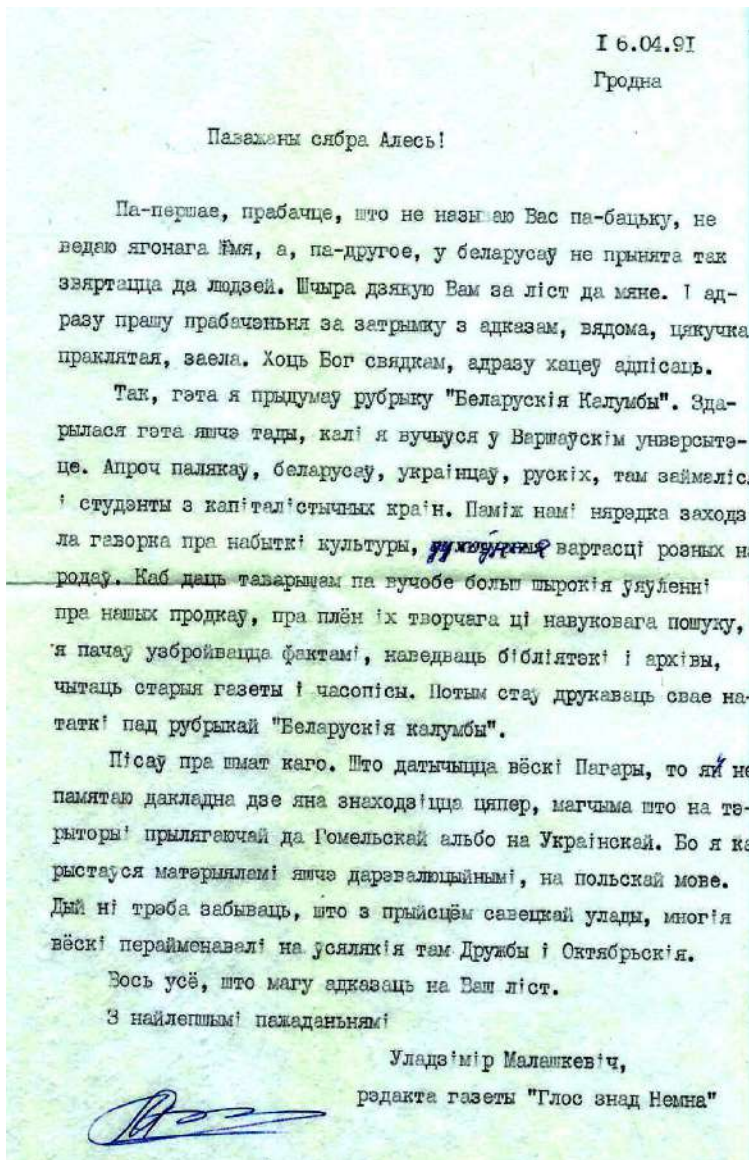 I 6.04.9I
Гродна
Паважаны сябра Алесь!
Па-першае, прабачце, што не назы аю Вас па-бацьку, не
ведаю ягонага імя, а, па-другое, у беларусаў не прынята так
звяртацца да людзей. Шчыра дзякую Вам за ліст да мяне. І ад-
разу прашу прабачэньня за затрымку з адказам, вядома, цякучка
праклятая, заела. Хоць Бог свядкам, адразу хацеў адпісаць.
Так, гэта я прыдумаў рубрыку "Беларускія Калумбы". Зда-
рылася гэта яшчэ тады, калі я вучыўся ў Варшаўскім унверсытэ-
це. Апроч палякаў, беларусаў, украінцаў, рускіх, там займаліс
і студэнты з капіталістычных краін. Паміж намі нярэдка заходз
ла гаворка пра набыткі культуры, духоўныя вартасці розных на
родаў. Каб даць таварышам па вучобе больш шырокія ўяўленні
пра нашых продкаў, пра плён іх творчага ці навуковага пошуку,
я пачаў узбройвацца фактамі, наведваць бібліятэкі і архівы,
чытаць старыя газеты і часопісы. Потым стаў друкаваць свае на-
таткі пад рубрыкай "Беларускія калумбы".
Пісаў пра шмат каго. Што датычыцца вёскі Пагары, то я не
памятаю дакладна дзе яна знаходзіцца цяпер, магчыма што на тэ-
рыторыі прылягаючай да Гомельскай альбо на Украінскай. Бо я ка
рыстаўся матэрыяламі яшчэ дарэвалюцыйнымі, на польскай мове.
Дый ні трэба забываць, што з прыйсцём савецкай улады, многія
вёскі перайменавалі на ўсялякія там Дружбы і Октябрьскія.
Вось усё, што магу адказаць на Ваш ліст.
З найлепшымі пажаданьнямі
Уладзімір Малашкевіч,
рэдакта газеты "Глос знад Немна"